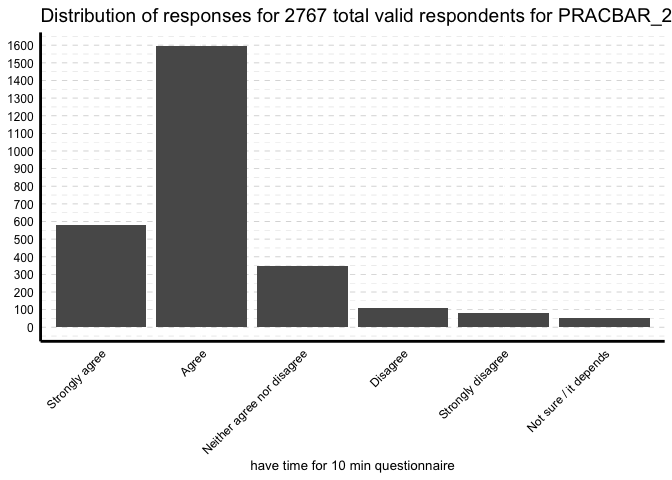 Distribution of responses for 2767 total valid respondents for PRACBAR_2
1600
1500
1400
1300
1200
1100
1000
900
800
700
600
500
400
300
200
100
0
Strongly agree
Agree
Neither agree nor disagree
Disagree
Strongly disagree
Not sure / it depends
have time for 10 min questionnaire